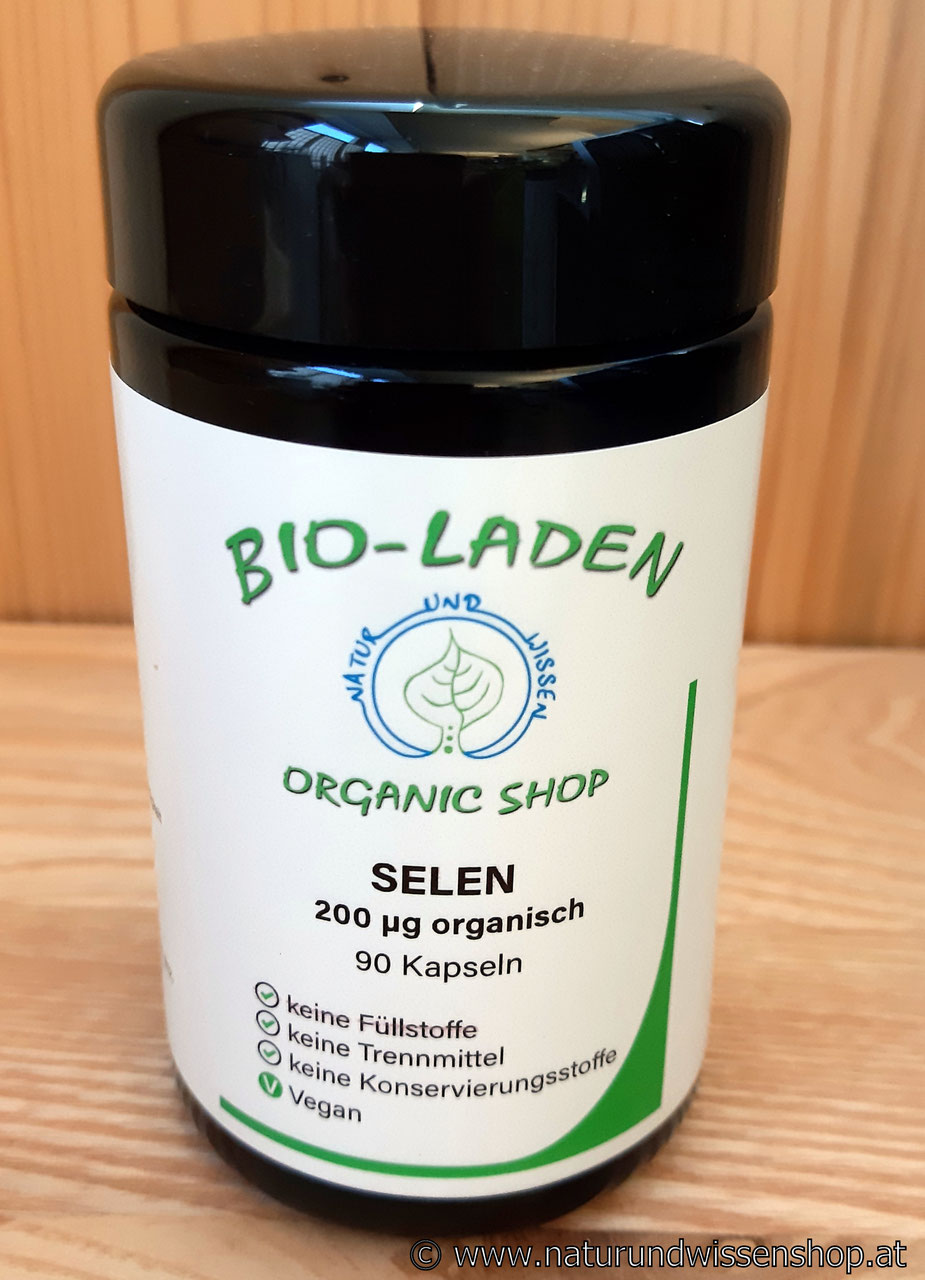 BIO-LADEN
NATUR UND WISSEN
ORGANIC SHOP
SELEN
200 µg organisch
90 Kapseln
keine Füllstoffe
keine Trennmittel
keine Konservierungsstoffe
V Vegan
© www.naturundwissenshop.at